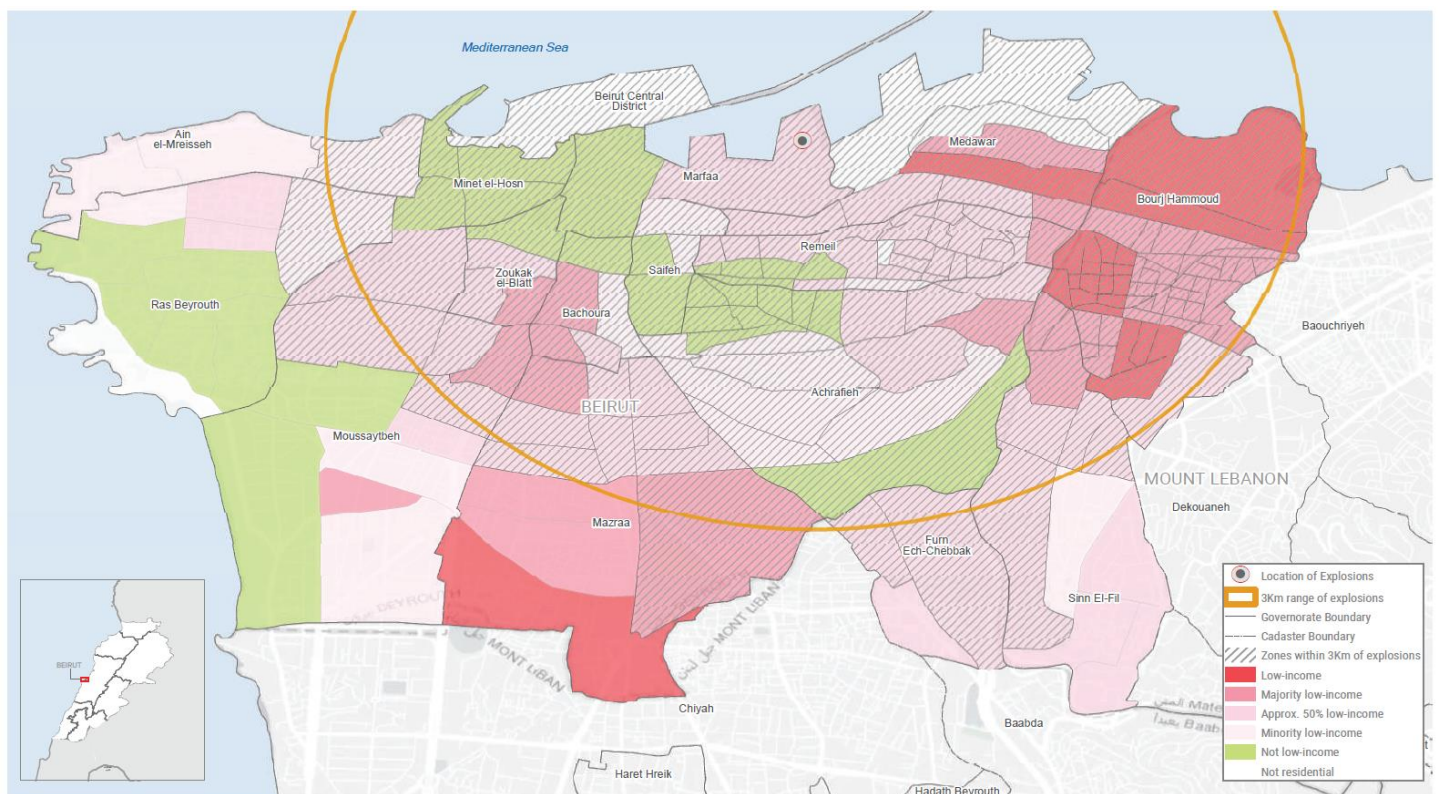 Mediterranean Sea
Beirut Central
District
Ain
el-Mreisseh
Medawar
Minet el-Hosn
Marfaa
Bourj Hammoud
Remeil
Zoukak
el-Blatt
Saifeh
Ras Beyrouth
Bachoura
Baouchriyeh
Achrafieh
BEIRUT
Moussaytbeh
MOUNT LEBANON
Dekouaneh
Mazraa
Furn
Ech-Chebbak
Sinn El-Fil
BEYROUTH
MONT LIBAN
MONT LIBAN
Chiyah
Baabda
Haret Hreik
Hadath Beyrouth
BEIRUT
Location of Explosions
3Km range of explosions
Governorate Boundary
Cadaster Boundary
Zones within 3Km of explosions
Low-income
Majority low-income
Approx. 50% low-income
Minority low-income
Not low-income
Not residential